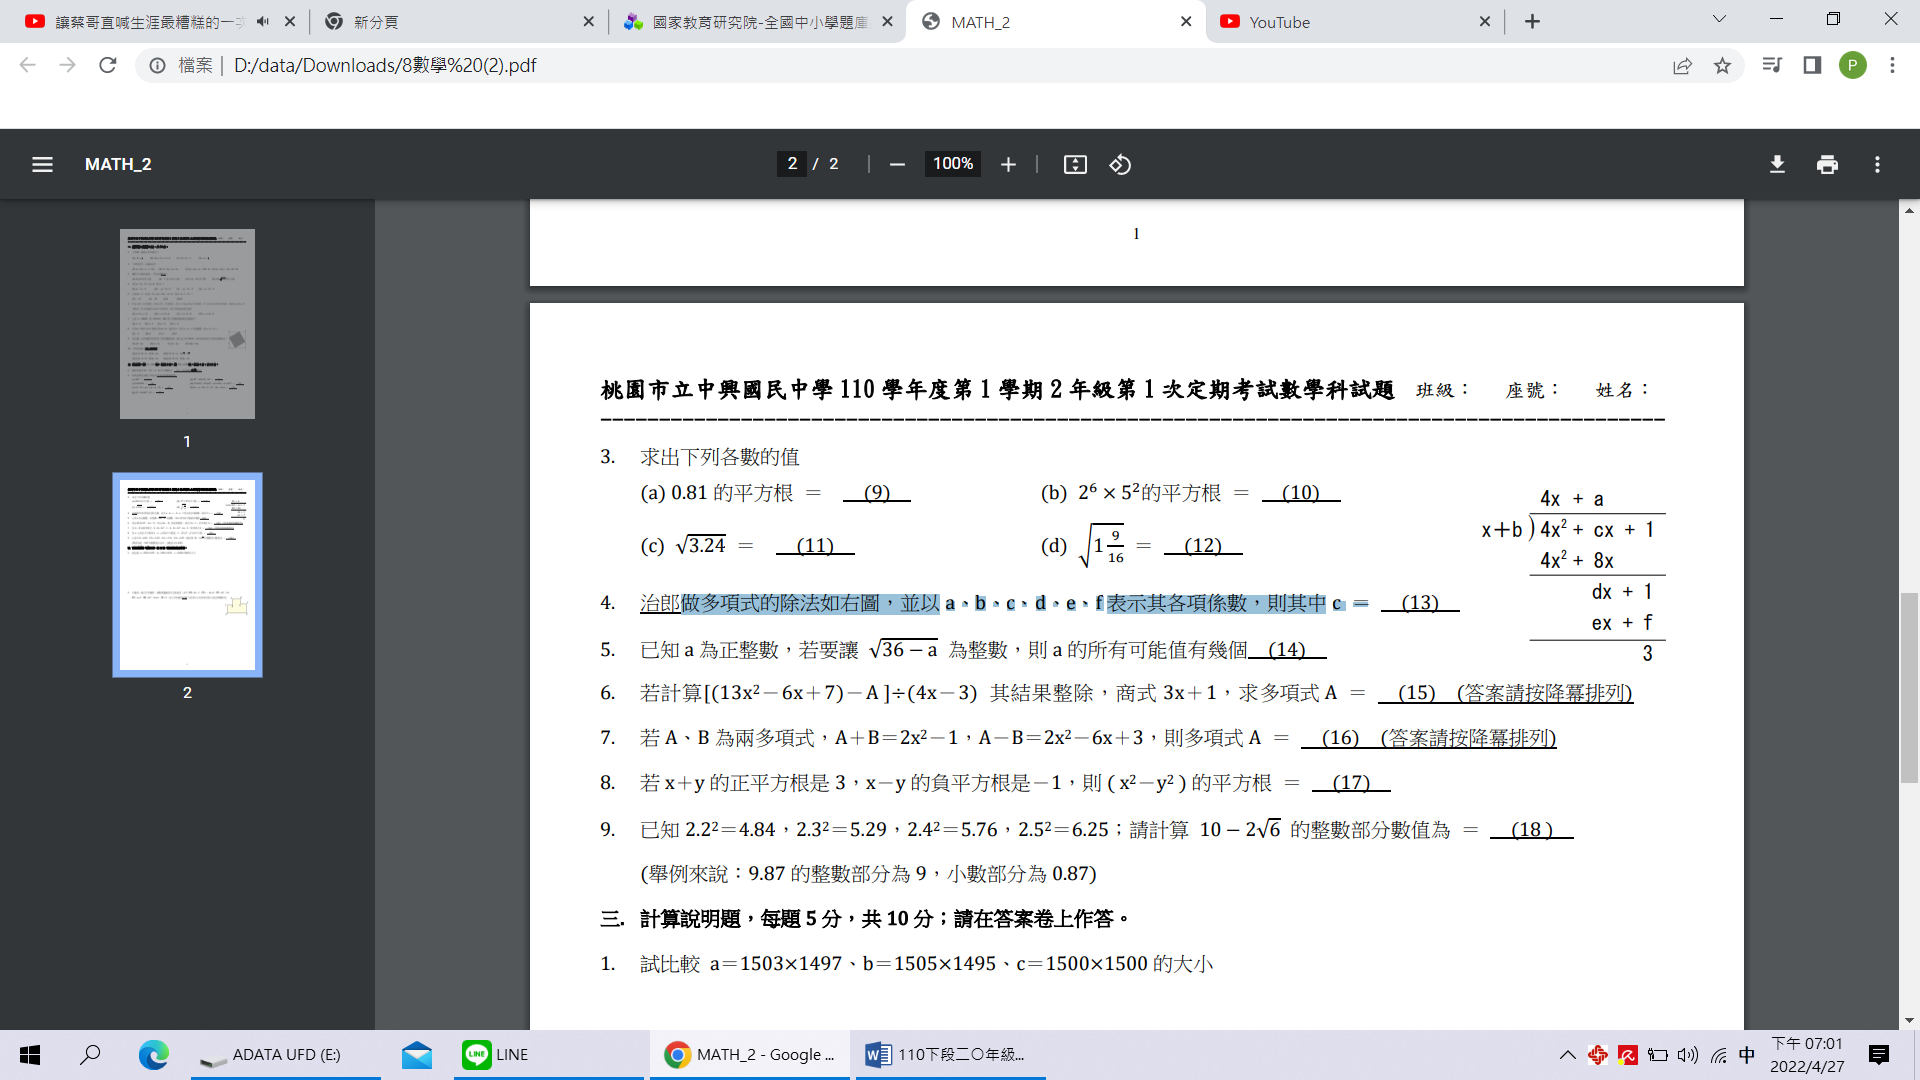 讓蔡哥直喊生涯最糟糕的一次
新分頁
國家教育研究院-全國中小學題庫
MATH_2
YouTube
檔案 | D:/data/Downloads/8數學%20(2).pdf
P
MATH_2
2 / 2
100%
1
桃園市立中興國民中學 110 學年度第 1 學期 2 年級第 1 次定期考試數學科試題 班級： 座號： 姓名：
3. 求出下列各數的值
(a) 0.81 的平方根 ＝ (9) (b) 2⁶ × 5²的平方根 ＝ (10)
(c) √3.24 ＝ (11) (d) √(1 9/16) ＝ (12)
4x + a
x＋b ) 4x² + cx + 1
4x² + 8x
dx + 1
ex + f
3
4. 治郎做多項式的除法如右圖，並以 a、b、c、d、e、f 表示其各項係數，則其中 c ＝ (13)
5. 已知 a 為正整數，若要讓 √(36 − a) 為整數，則 a 的所有可能值有幾個 (14)
6. 若計算[(13x²－6x＋7)－A ]÷(4x－3) 其結果整除，商式 3x＋1，求多項式 A ＝ (15) (答案請按降冪排列)
7. 若 A、B 為兩多項式，A＋B＝2x²－1，A－B＝2x²－6x＋3，則多項式 A ＝ (16) (答案請按降冪排列)
8. 若 x＋y 的正平方根是 3，x－y 的負平方根是－1，則 ( x²－y² ) 的平方根 ＝ (17)
9. 已知 2.2²＝4.84，2.3²＝5.29，2.4²＝5.76，2.5²＝6.25；請計算 10 − 2√6 的整數部分數值為 ＝ (18 )
(舉例來說：9.87 的整數部分為 9，小數部分為 0.87)
三. 計算說明題，每題 5 分，共 10 分；請在答案卷上作答。
1. 試比較 a＝1503×1497、b＝1505×1495、c＝1500×1500 的大小
1
2
ADATA UFD (E:)
LINE
LINE
MATH_2 - Google ...
110下段二〇年級...
中
下午 07:01
2022/4/27